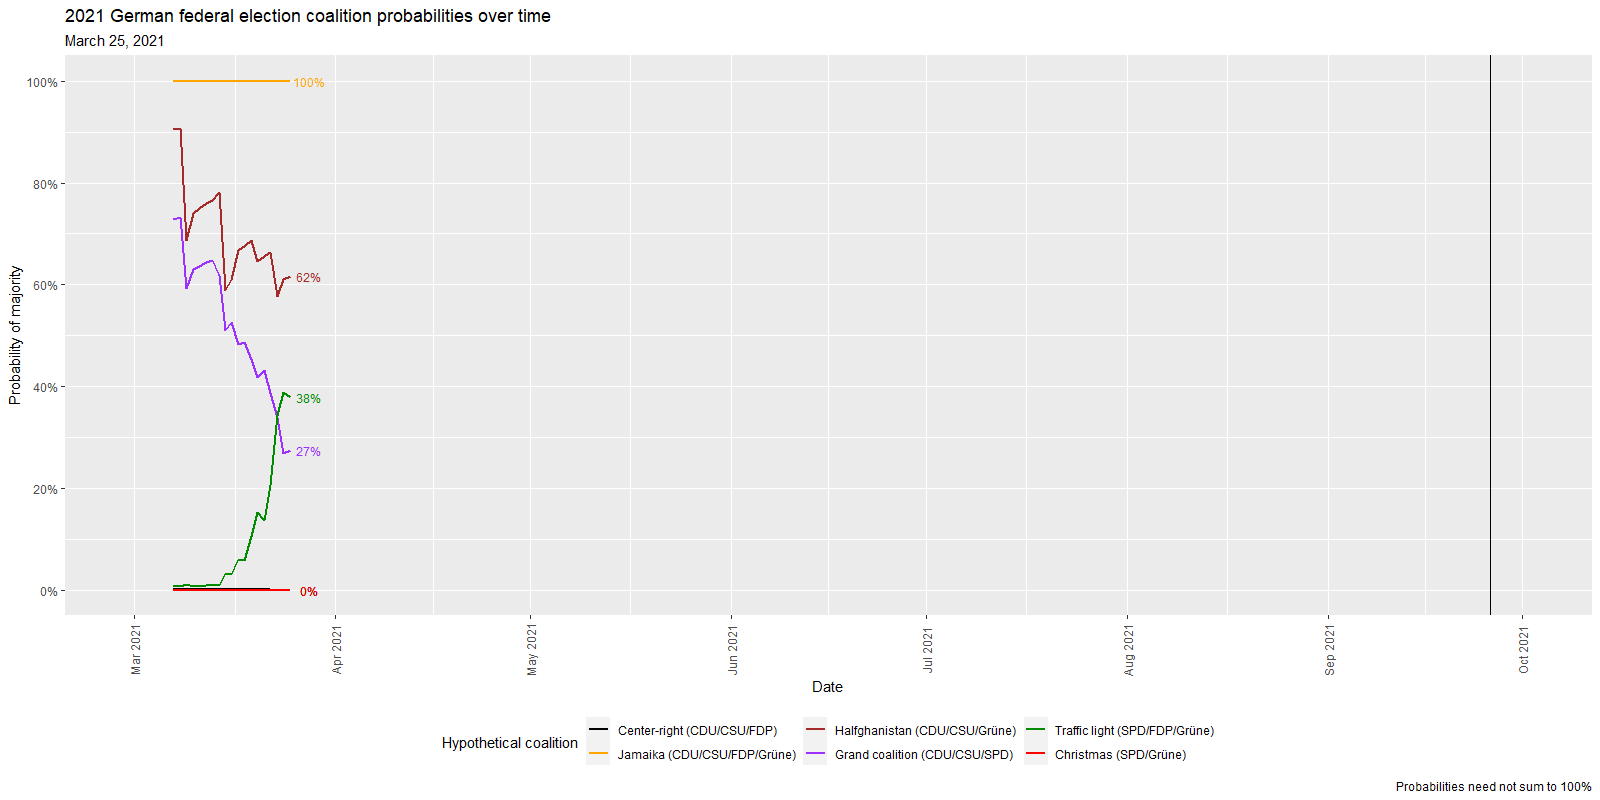 2021 German federal election coalition probabilities over time
March 25, 2021
Probability of majority
100%
80%
60%
40%
20%
0%
100%
62%
38%
27%
0%
Mar 2021
Apr 2021
May 2021
Jun 2021
Jul 2021
Aug 2021
Sep 2021
Oct 2021
Date
Hypothetical coalition
Center-right (CDU/CSU/FDP)
Jamaika (CDU/CSU/FDP/Grüne)
Halfghanistan (CDU/CSU/Grüne)
Grand coalition (CDU/CSU/SPD)
Traffic light (SPD/FDP/Grüne)
Christmas (SPD/Grüne)
Probabilities need not sum to 100%